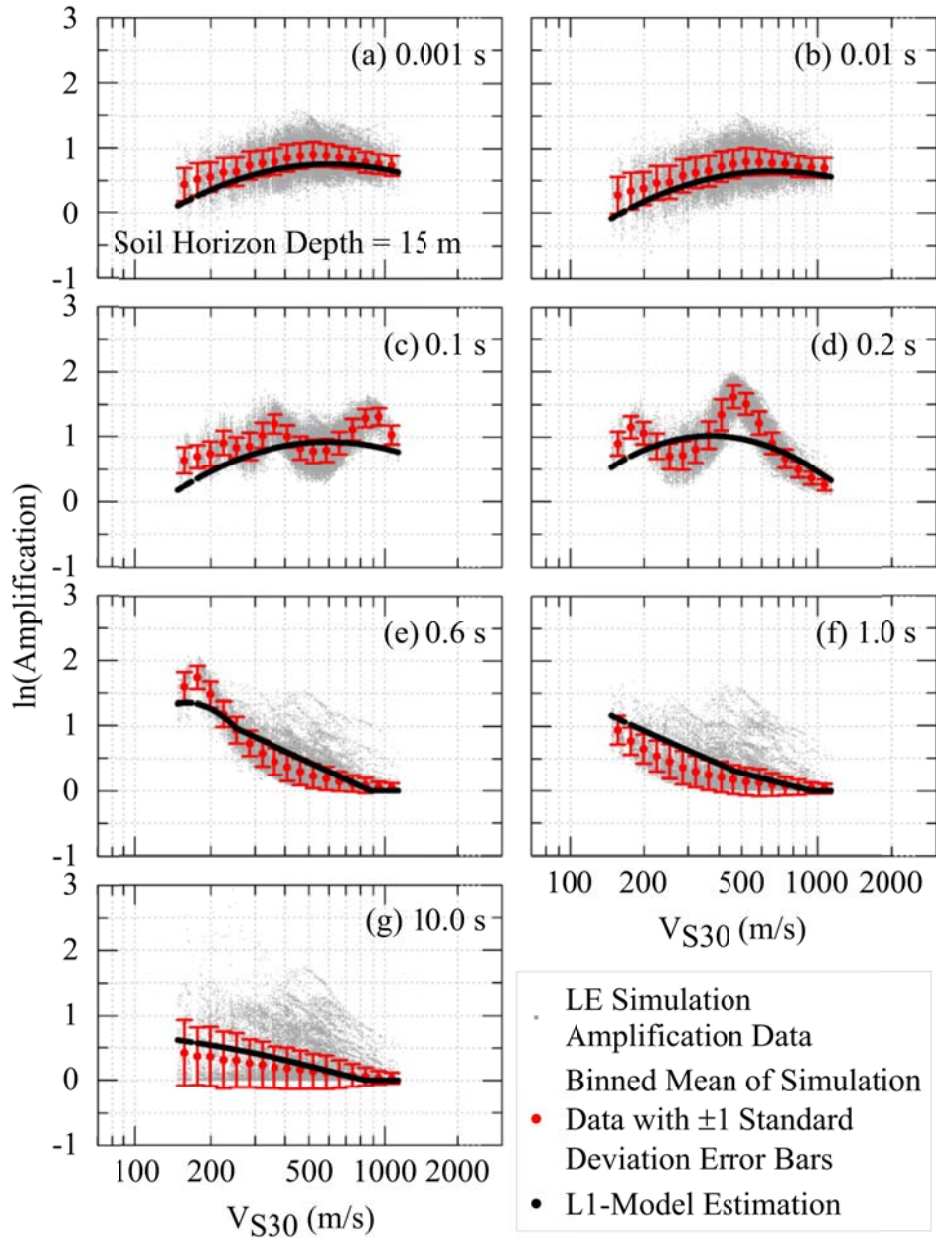 3
2
1
0
-1
(a) 0.001 s
Soil Horizon Depth = 15 m
(b) 0.01 s
3
2
1
0
-1
(c) 0.1 s
(d) 0.2 s
ln(Amplification)
3
2
1
0
-1
(e) 0.6 s
(f) 1.0 s
100 200 500 1000 2000
VS30 (m/s)
3
2
1
0
-1
(g) 10.0 s
100 200 500 1000 2000
VS30 (m/s)
LE Simulation
Amplification Data
Binned Mean of Simulation
Data with ±1 Standard
Deviation Error Bars
L1-Model Estimation